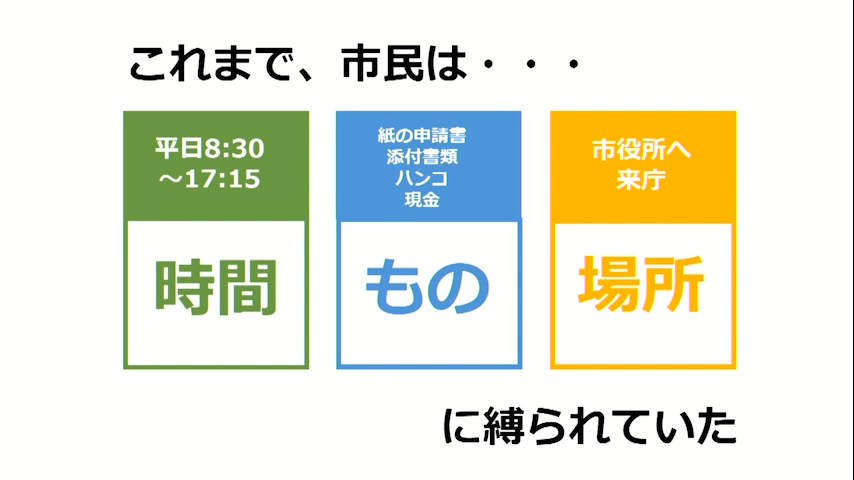 これまで、市民は・・・
平日8:30
～17:15
時間
紙の申請書
添付書類
ハンコ
現金
もの
市役所へ
来庁
場所
に縛られていた